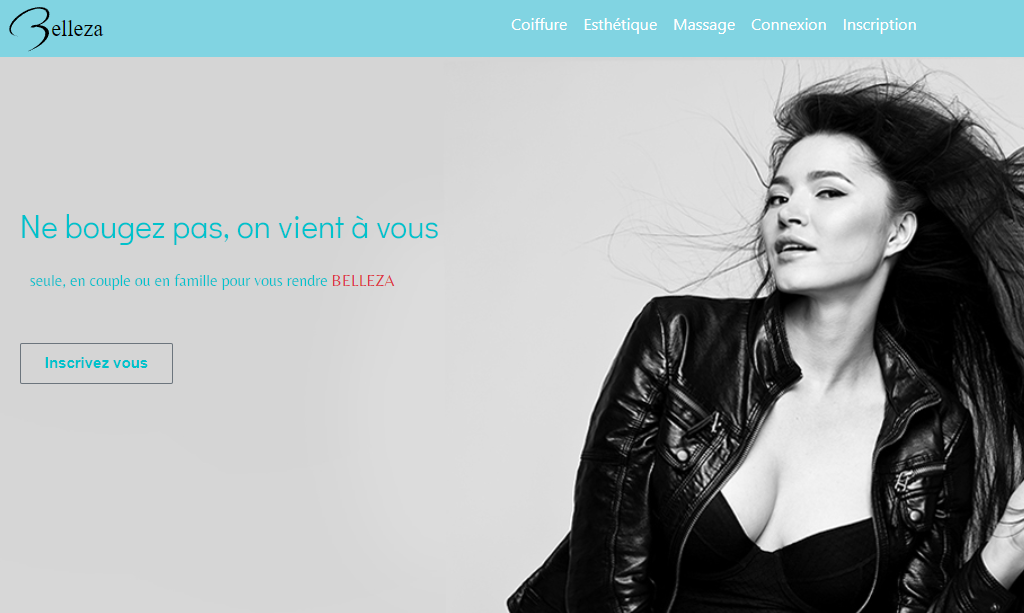 Belleza
Coiffure Esthétique Massage Connexion Inscription
Ne bougez pas, on vient à vous
seule, en couple ou en famille pour vous rendre BELLEZA
Inscrivez vous